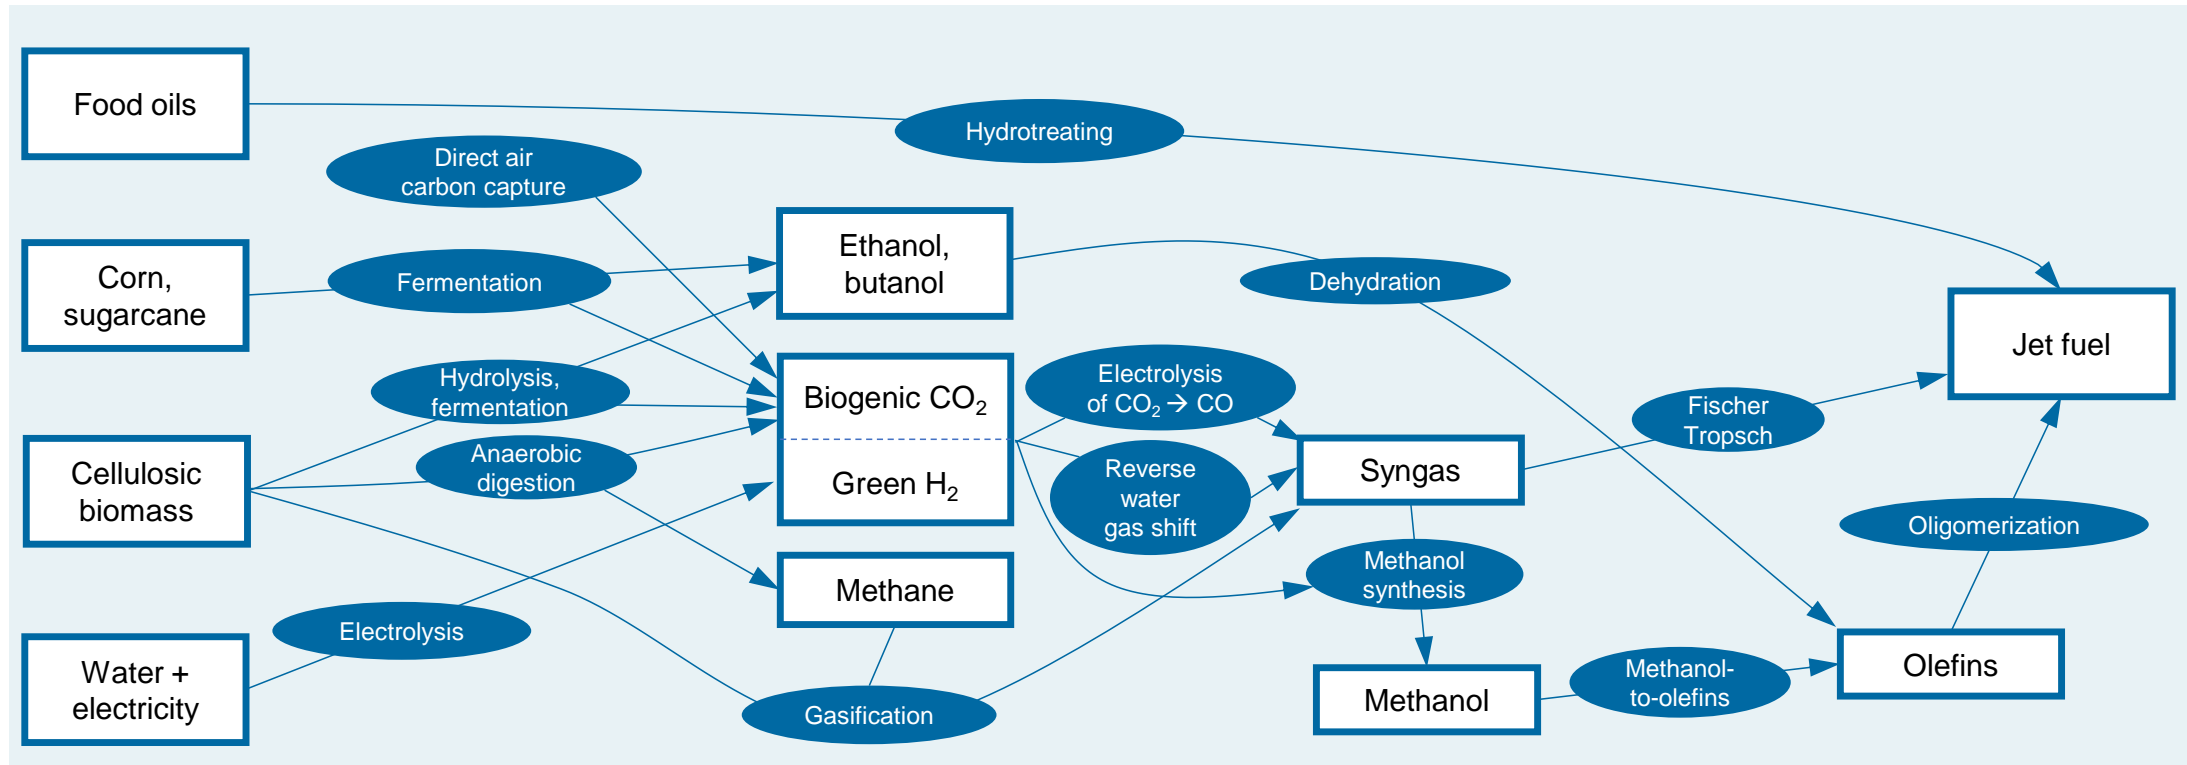 Food oils
Hydrotreating
Direct air
carbon capture
Corn,
sugarcane
Fermentation
Ethanol,
butanol
Dehydration
Jet fuel
Hydrolysis,
fermentation
Biogenic CO₂
Green H₂
Electrolysis
of CO₂ → CO
Fischer
Tropsch
Cellulosic
biomass
Anaerobic
digestion
Reverse
water
gas shift
Syngas
Oligomerization
Methane
Methanol
synthesis
Water +
electricity
Electrolysis
Gasification
Methanol
Methanol-
to-olefins
Olefins